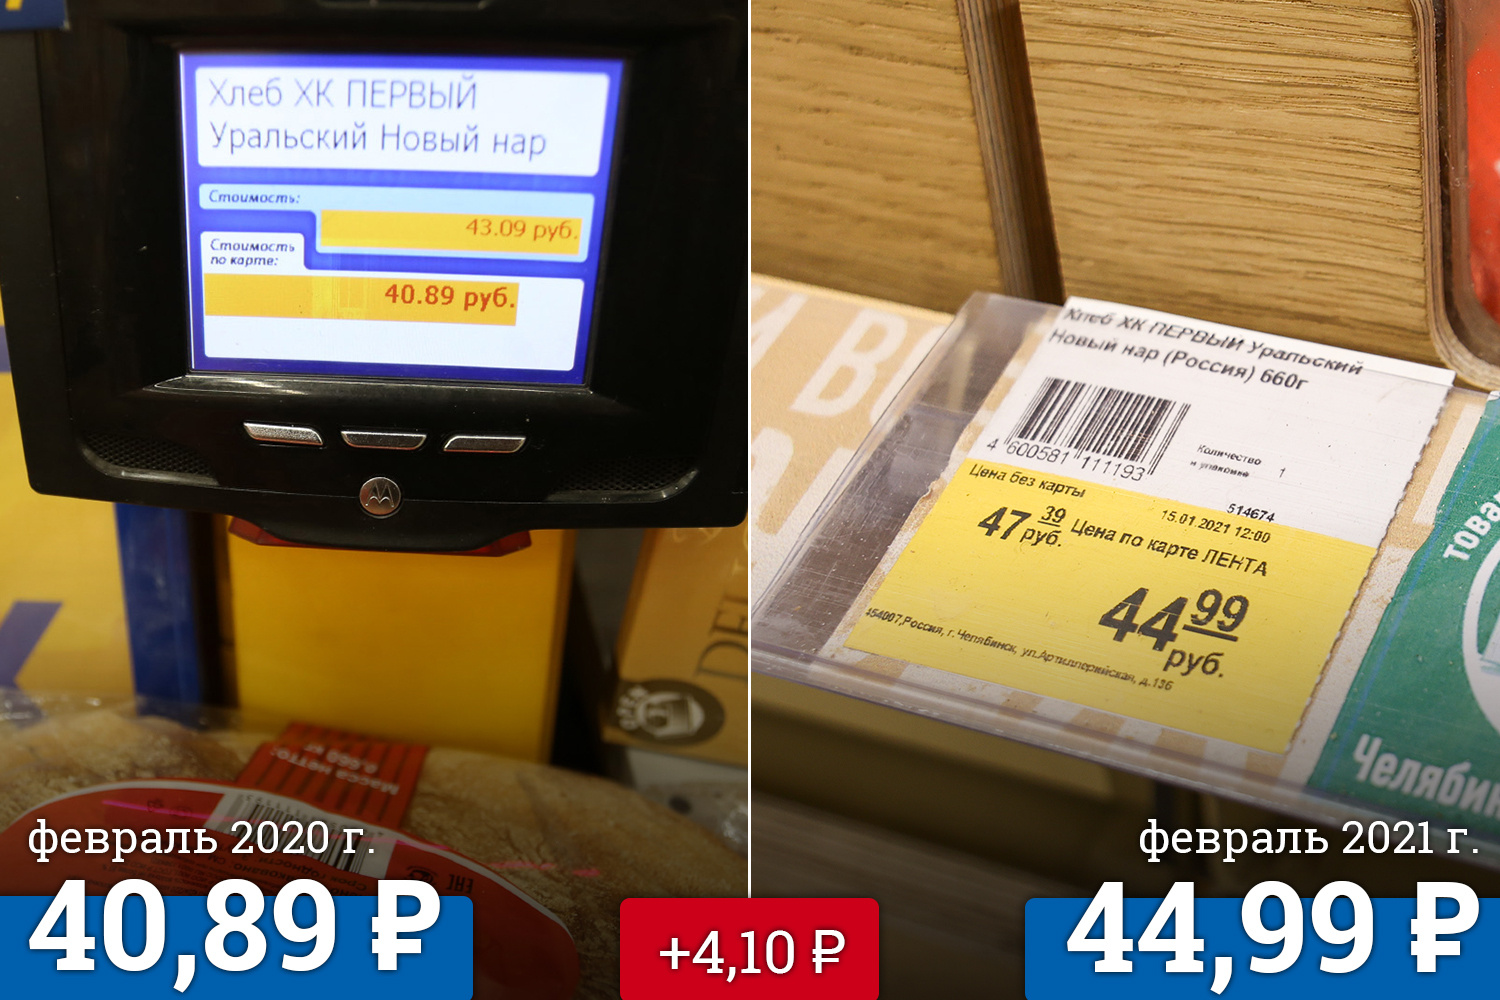 Хлеб ХК ПЕРВЫЙ
Уральский Новый нар
Стоимость:
43.09 руб.
Стоимость
по карте:
40.89 руб.
Масса нетто:
февраль 2020 г.
40,89 ₽
+4,10 ₽
Хлеб ХК ПЕРВЫЙ Уральский
Новый нар (Россия) 660г
4 600581 111193
Количество
в упаковке 1
Цена без карты
514674
15.01.2021 12:00
47 39 руб.
Цена по карте ЛЕНТА
44 99 руб.
454007,Россия, г.Челябинск, ул.Артиллерийская, д.136
това
Челябин
февраль 2021 г.
44,99 ₽